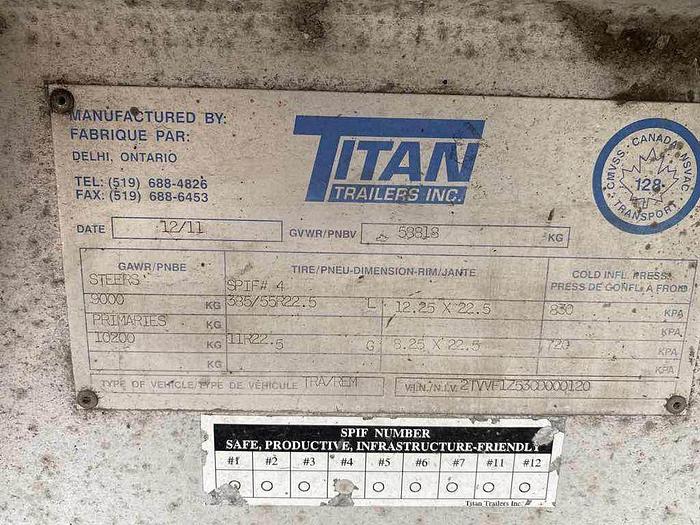 MANUFACTURED BY:
FABRIQUE PAR:
DELHI, ONTARIO
TEL: (519) 688-4826
FAX: (519) 688-6453
TITAN
TRAILERS INC.
CMVSS · CANADA · NSVAC
128
TRANSPORT
DATE 12/11 GVWR/PNBV 58818 KG
GAWR/PNBE TIRE/PNEU-DIMENSION-RIM/JANTE COLD INFL. PRESS.
PRESS DE GONFL. A FROID
STEERS SPIF# 4
9000 KG 385/55R22.5 L 12.25 X 22.5 830 KPA
PRIMARIES KG KPA
10200 KG 11R22.5 G 8.25 X 22.5 720 KPA
KG KPA
TYPE OF VEHICLE/TYPE DE VÉHICULE TRA/REM V.I.N./N.I.V.
SPIF NUMBER
SAFE, PRODUCTIVE, INFRASTRUCTURE-FRIENDLY
#1 #2 #3 #4 #5 #6 #7 #11 #12
Titan Trailers Inc.